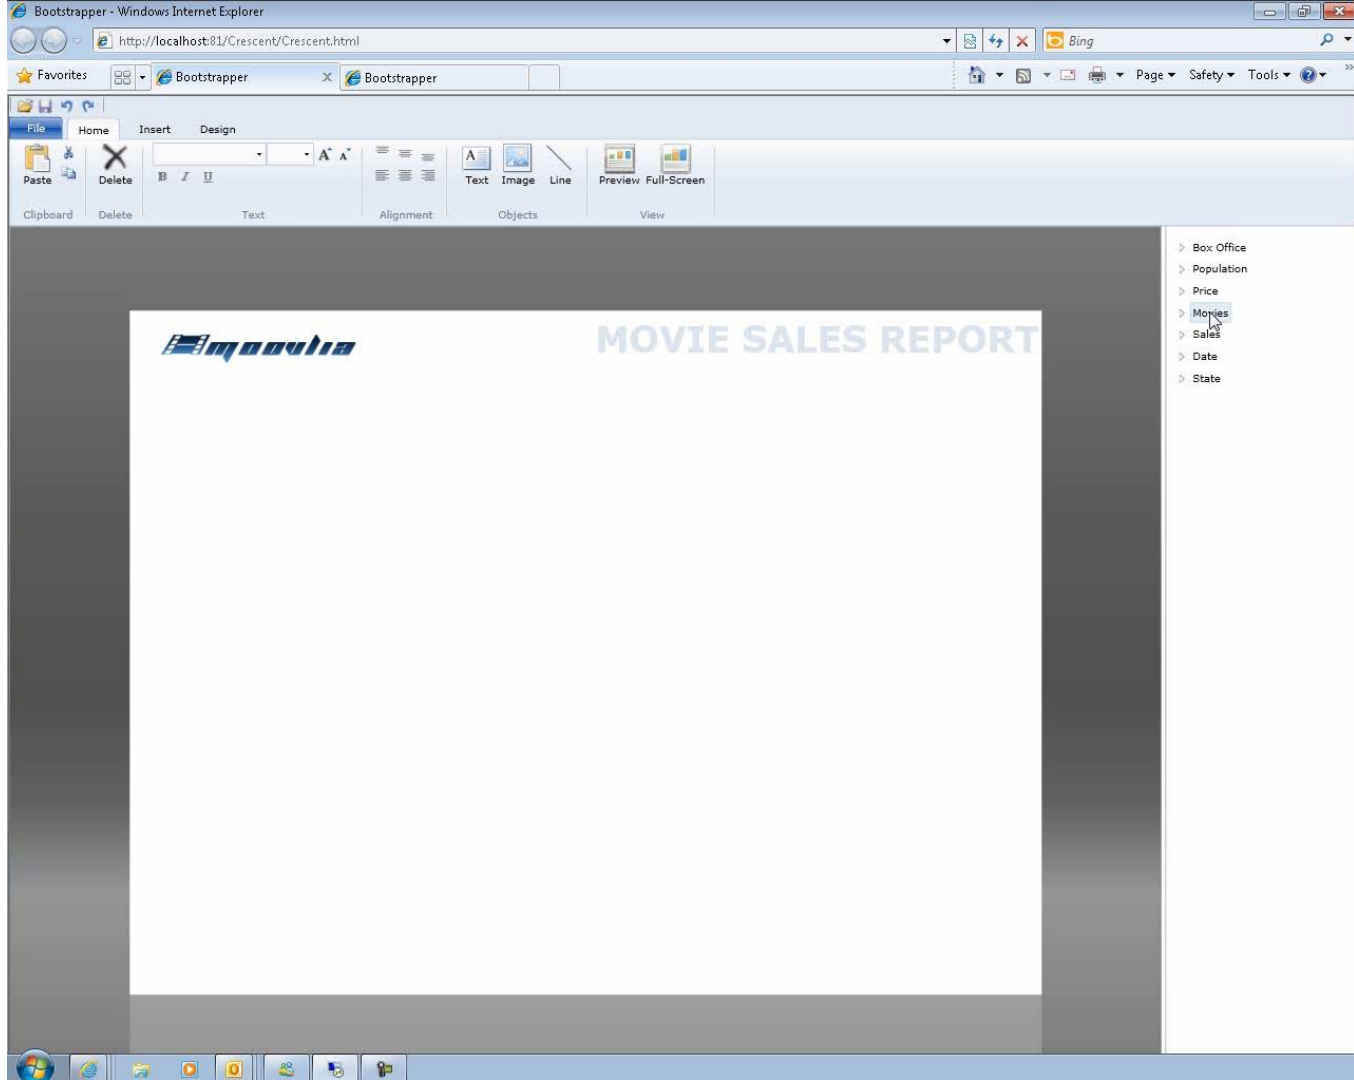 Bootstrapper - Windows Internet Explorer
http://localhost:81/Crescent/Crescent.html
Bing
Favorites
Bootstrapper
Bootstrapper
Page
Safety
Tools
File
Home
Insert
Design
Paste
Delete
B I U
Text
Image
Line
Preview
Full-Screen
Clipboard
Delete
Text
Alignment
Objects
View
MOVIE SALES REPORT
Box Office
Population
Price
Movies
Sales
Date
State